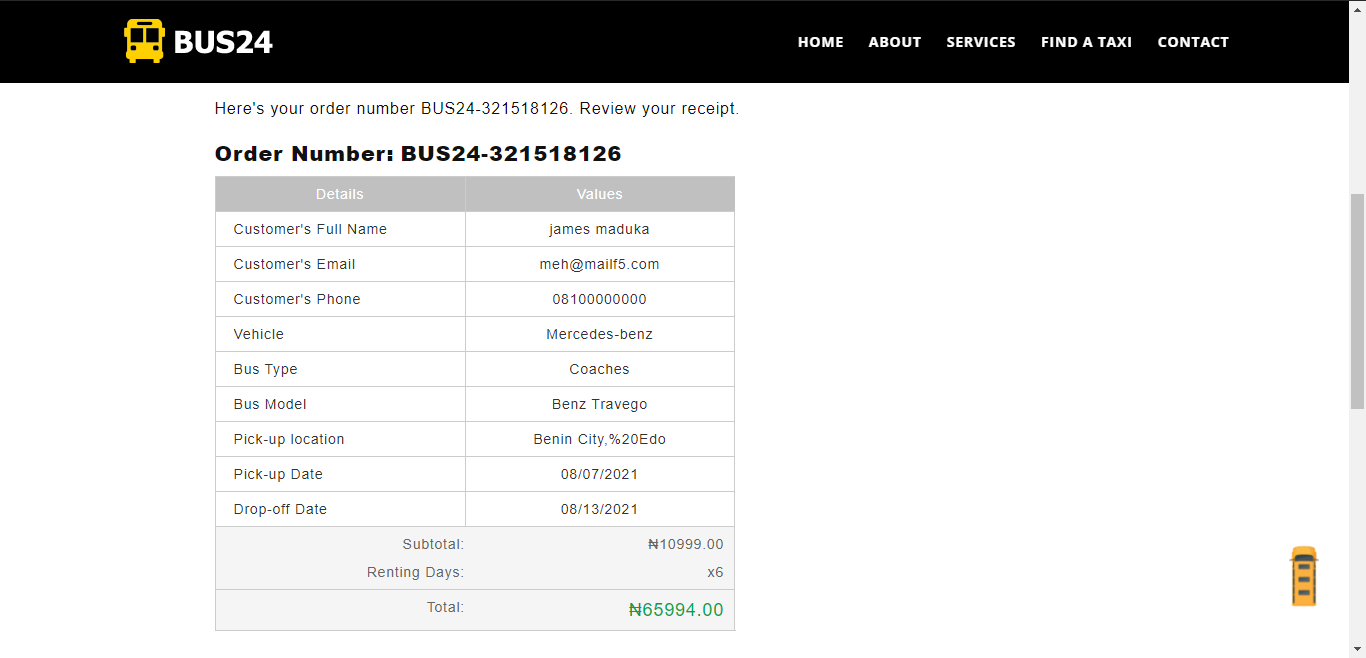 BUS24
HOME ABOUT SERVICES FIND A TAXI CONTACT
Here's your order number BUS24-321518126. Review your receipt.
Order Number: BUS24-321518126
Details Values
Customer's Full Name james maduka
Customer's Email meh@mailf5.com
Customer's Phone 08100000000
Vehicle Mercedes-benz
Bus Type Coaches
Bus Model Benz Travego
Pick-up location Benin City,%20Edo
Pick-up Date 08/07/2021
Drop-off Date 08/13/2021
Subtotal: ₦10999.00
Renting Days: x6
Total: ₦65994.00